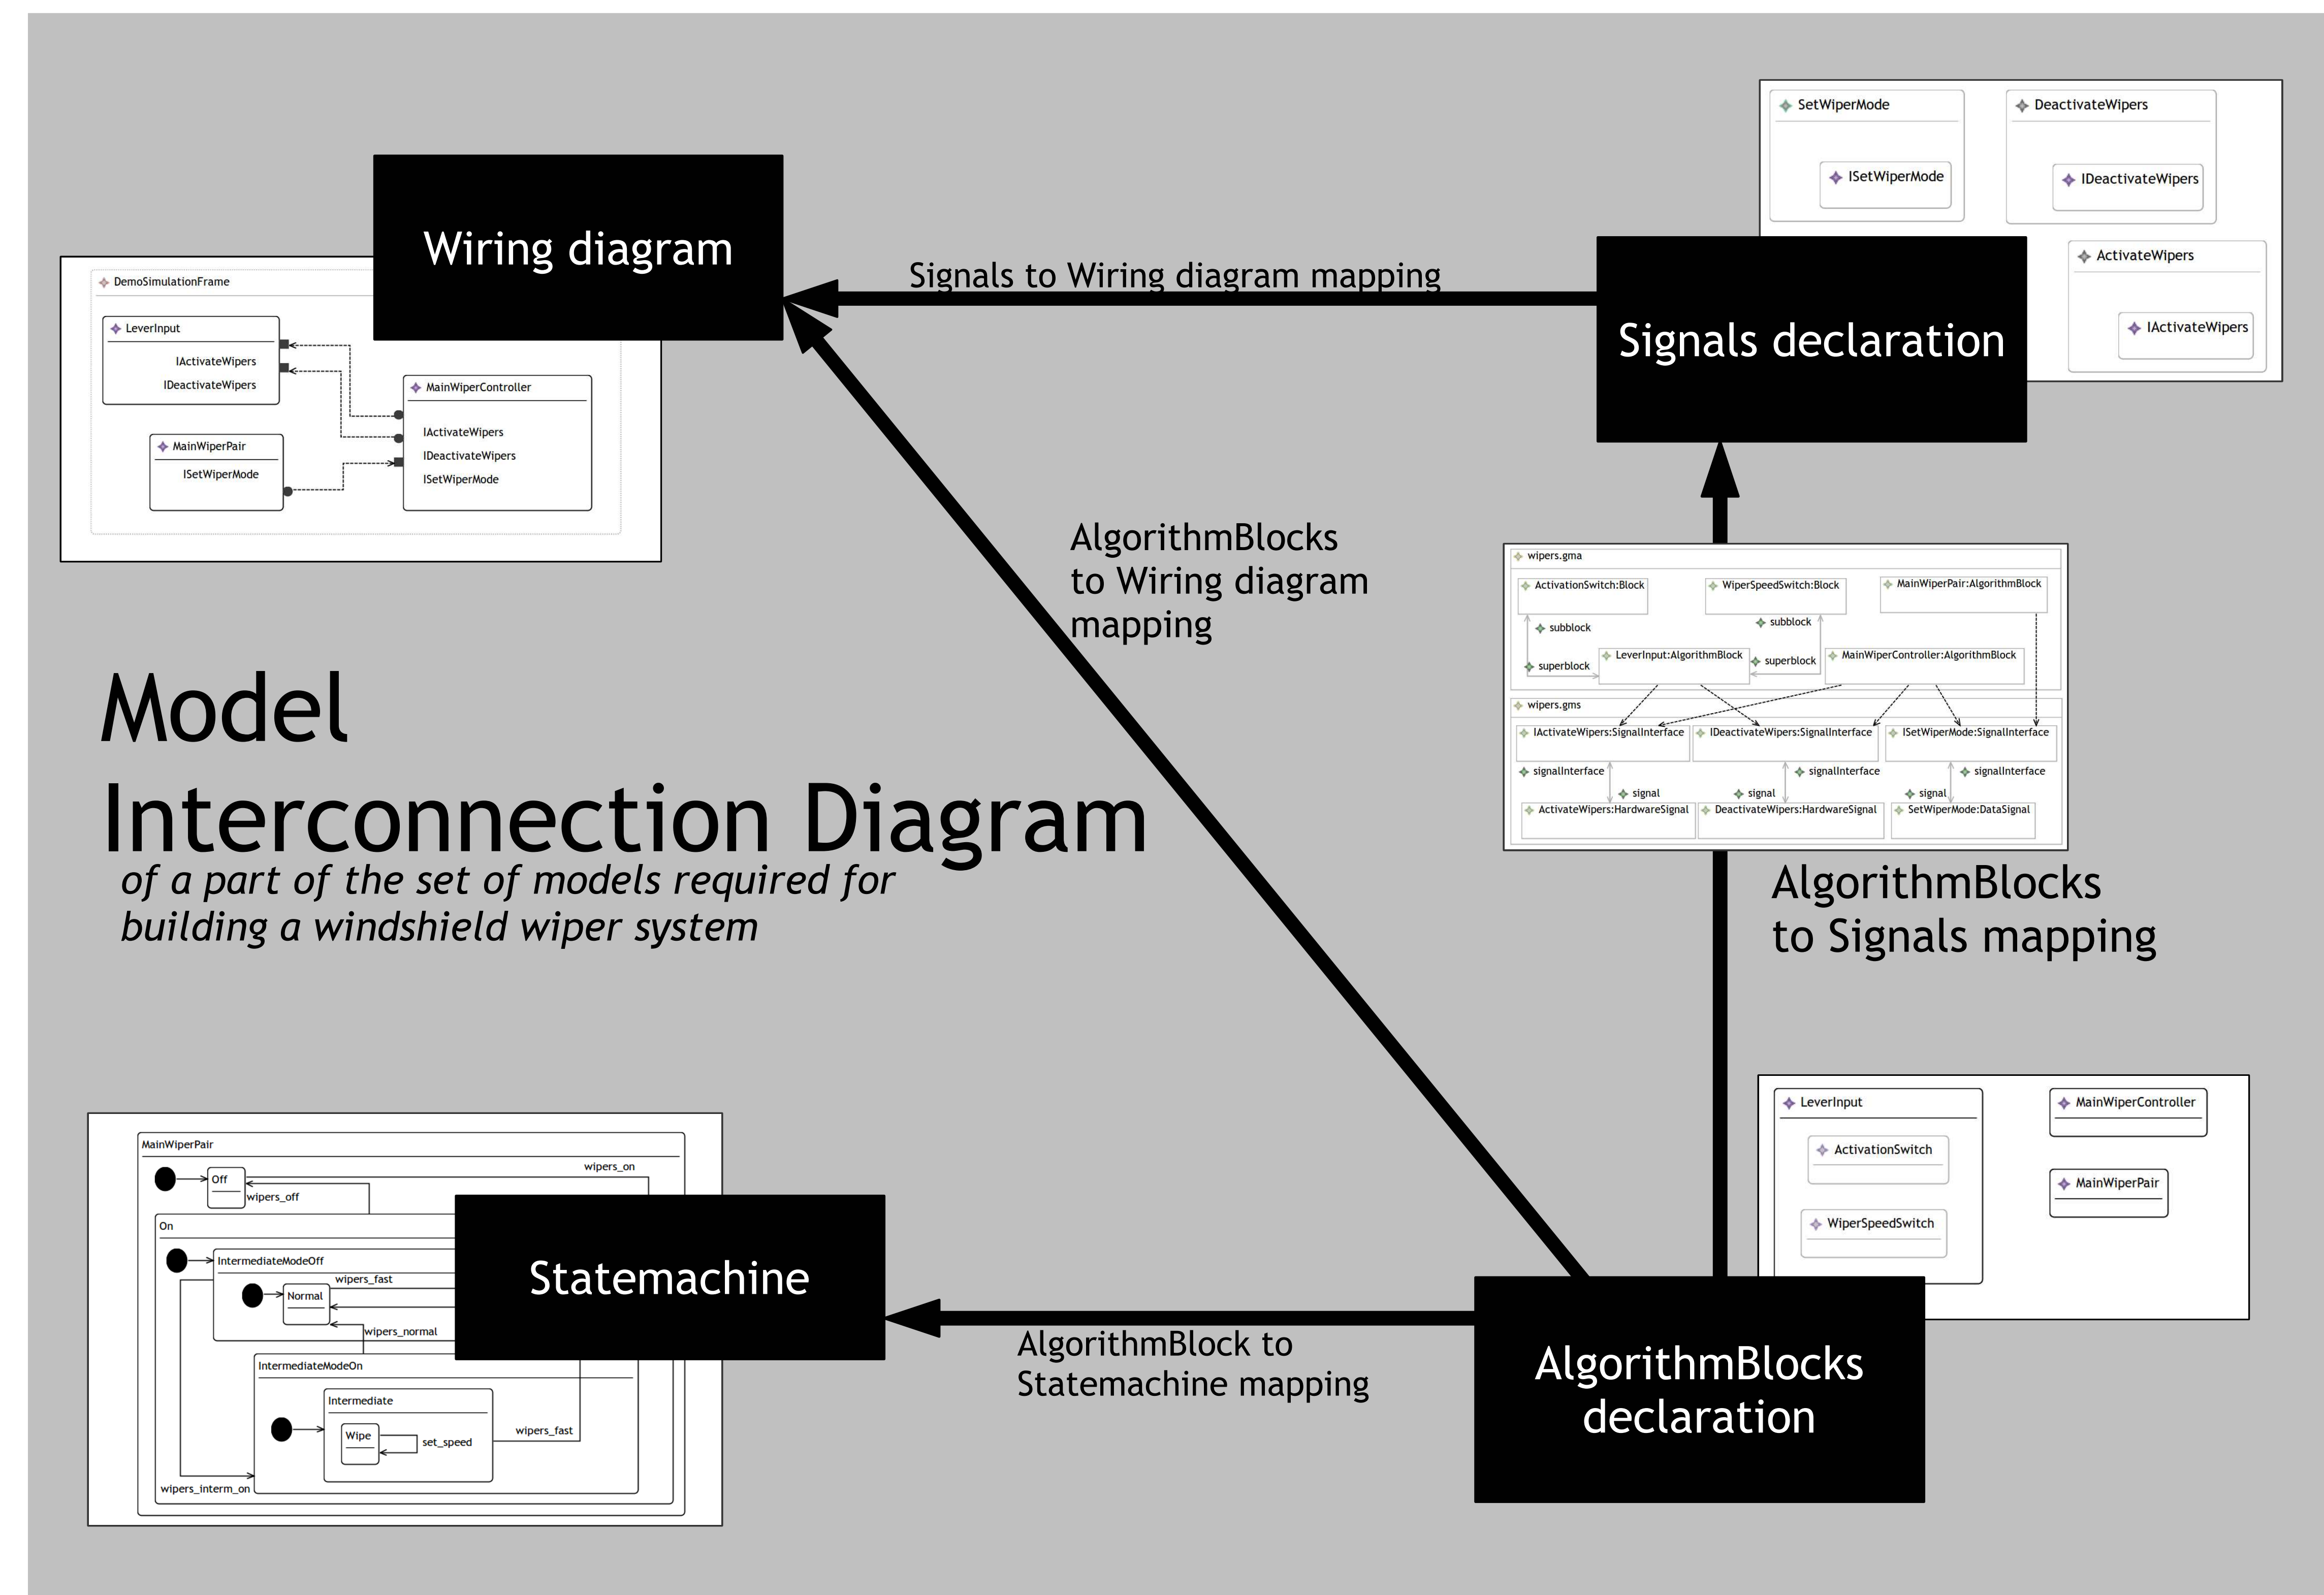 SetWiperMode
ISetWiperMode
DeactivateWipers
IDeactivateWipers
ActivateWipers
IActivateWipers
Signals declaration
Wiring diagram
DemoSimulationFrame
LeverInput
IActivateWipers
IDeactivateWipers
MainWiperController
IActivateWipers
IDeactivateWipers
ISetWiperMode
MainWiperPair
ISetWiperMode
Signals to Wiring diagram mapping
AlgorithmBlocks
to Wiring diagram
mapping
wipers.gma
ActivationSwitch:Block
WiperSpeedSwitch:Block
MainWiperPair:AlgorithmBlock
subblock
subblock
superblock
LeverInput:AlgorithmBlock
superblock
MainWiperController:AlgorithmBlock
wipers.gms
IActivateWipers:SignalInterface
IDeactivateWipers:SignalInterface
ISetWiperMode:SignalInterface
signalInterface
signalInterface
signalInterface
signal
signal
signal
ActivateWipers:HardwareSignal
DeactivateWipers:HardwareSignal
SetWiperMode:DataSignal
Model
Interconnection Diagram
of a part of the set of models required for
building a windshield wiper system
AlgorithmBlocks
to Signals mapping
LeverInput
ActivationSwitch
WiperSpeedSwitch
MainWiperController
MainWiperPair
AlgorithmBlocks
declaration
AlgorithmBlock to
Statemachine mapping
Statemachine
MainWiperPair
Off
wipers_on
wipers_off
On
IntermediateModeOff
wipers_fast
Normal
wipers_normal
IntermediateModeOn
Intermediate
Wipe
set_speed
wipers_fast
wipers_interm_on